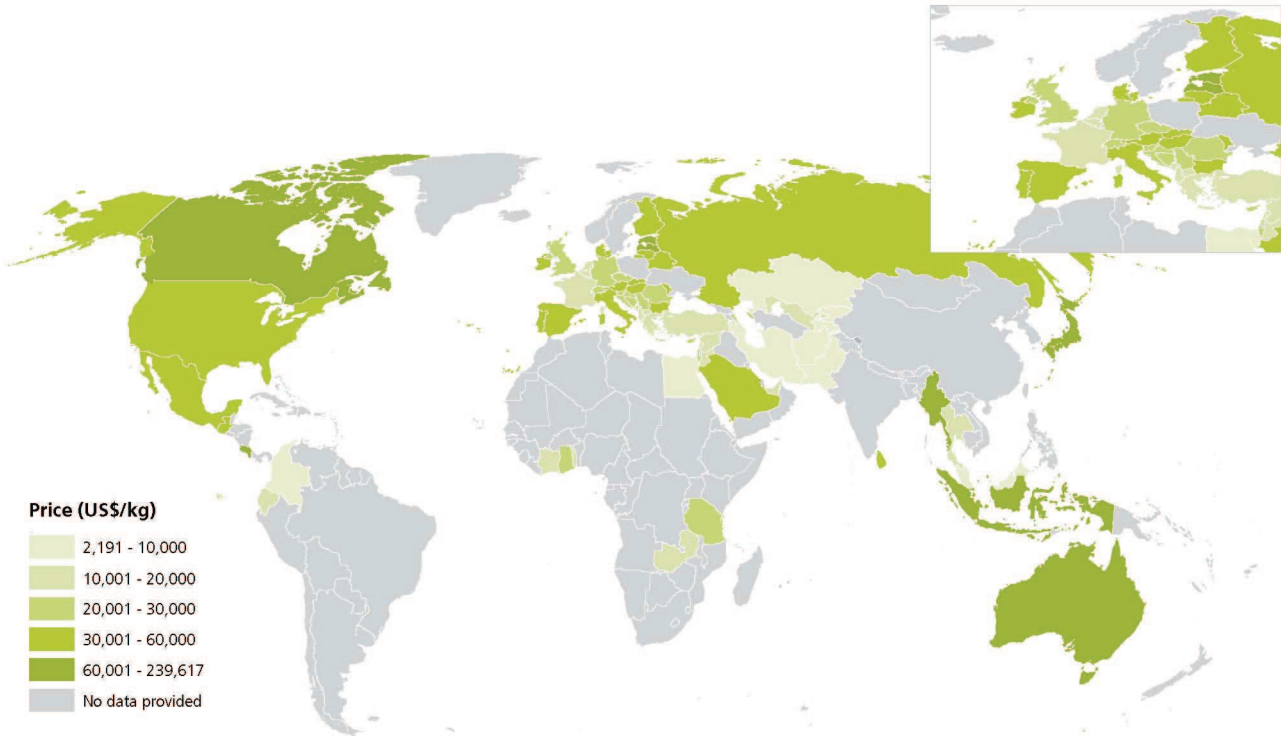 Price (US$/kg)
2,191 - 10,000
10,001 - 20,000
20,001 - 30,000
30,001 - 60,000
60,001 - 239,617
No data provided